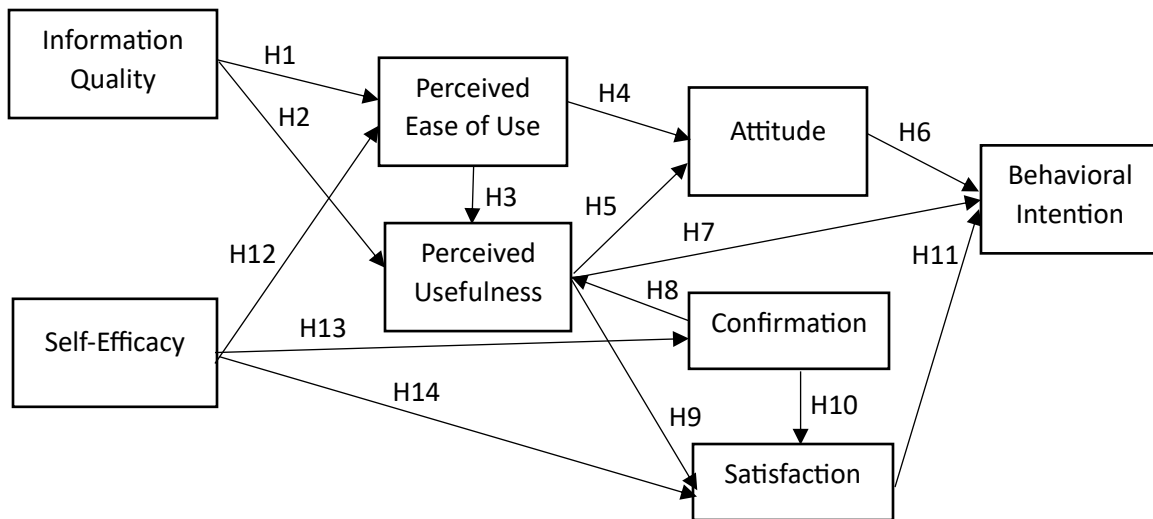 Information
Quality
H1
Perceived
Ease of Use
H4
Attitude
H6
Behavioral
Intention
H2
H3
H5
H7
H12
Perceived
Usefulness
H8
H11
Self-Efficacy
H13
Confirmation
H14
H9
H10
Satisfaction